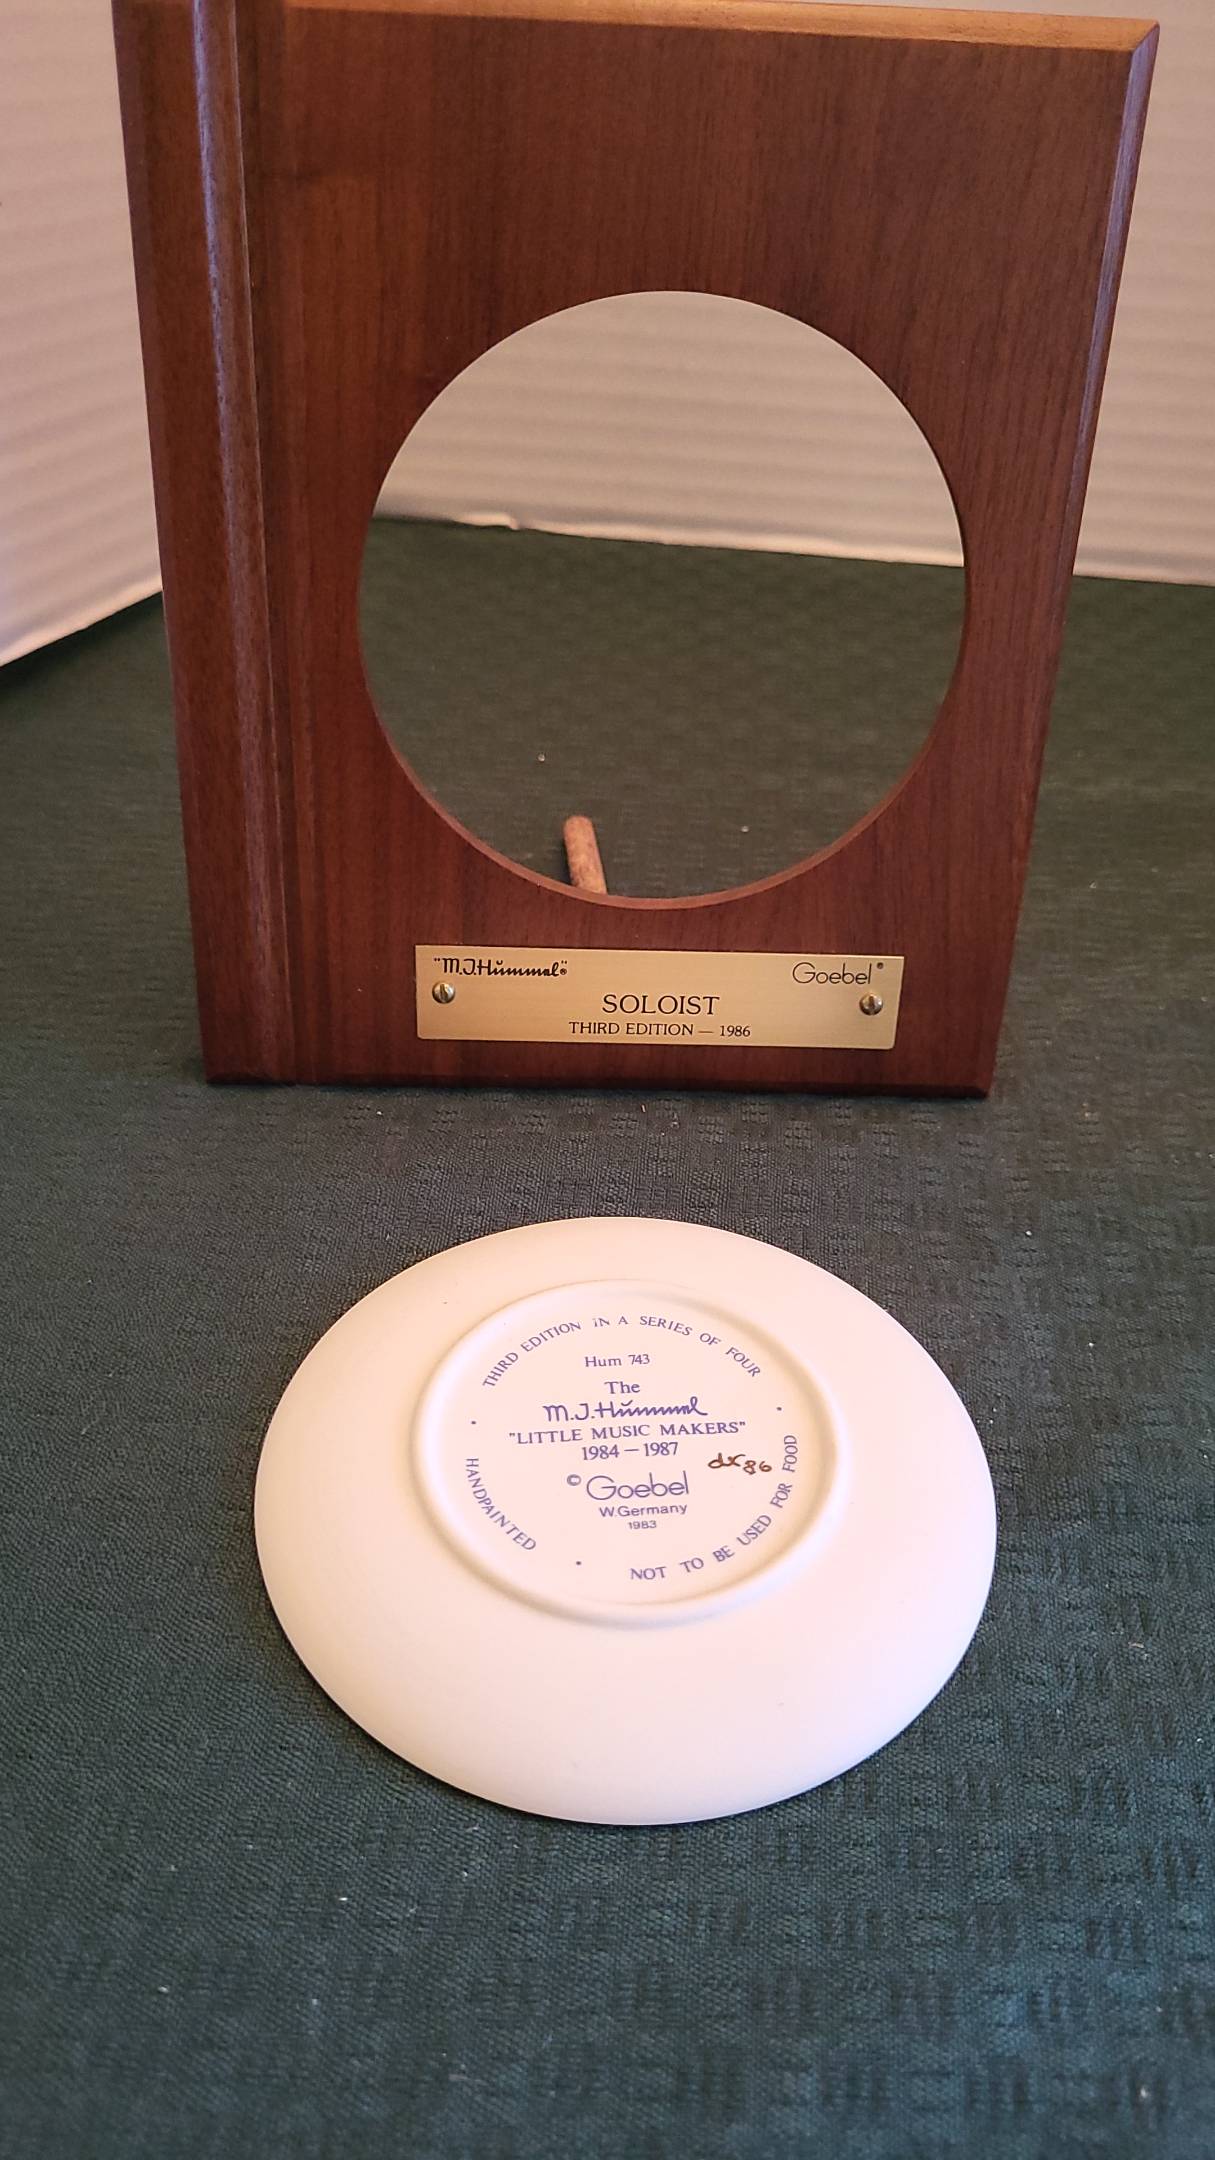 "M.J.Hummel"®
Goebel®
SOLOIST
THIRD EDITION — 1986
THIRD EDITION IN A SERIES OF FOUR
Hum 743
The
M.J.Hummel
"LITTLE MUSIC MAKERS"
1984 — 1987
© Goebel
W.Germany
1983
HANDPAINTED
NOT TO BE USED FOR FOOD